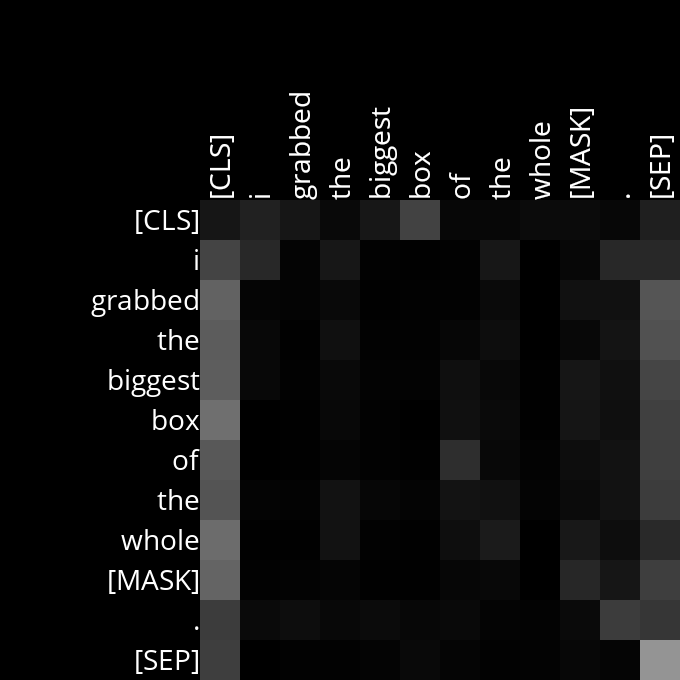 [CLS] i grabbed the biggest box of the whole [MASK] . [SEP]
[CLS]
i
grabbed
the
biggest
box
of
the
whole
[MASK]
.
[SEP]